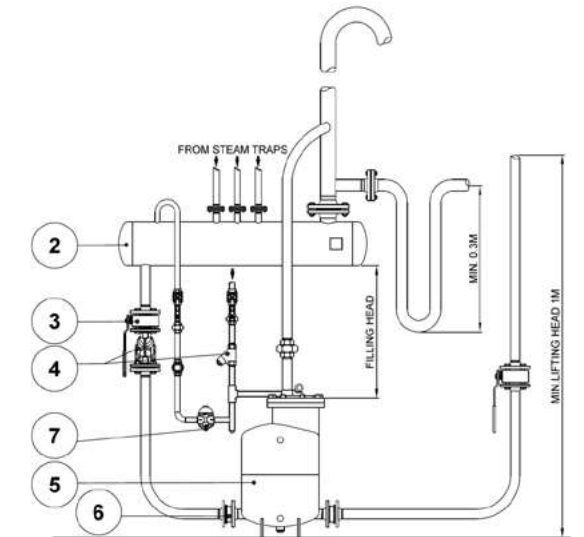 FROM STEAM TRAPS
2
3
4
7
5
6
FILLING HEAD
MIN. 0.3M
MIN LIFTING HEAD 1M